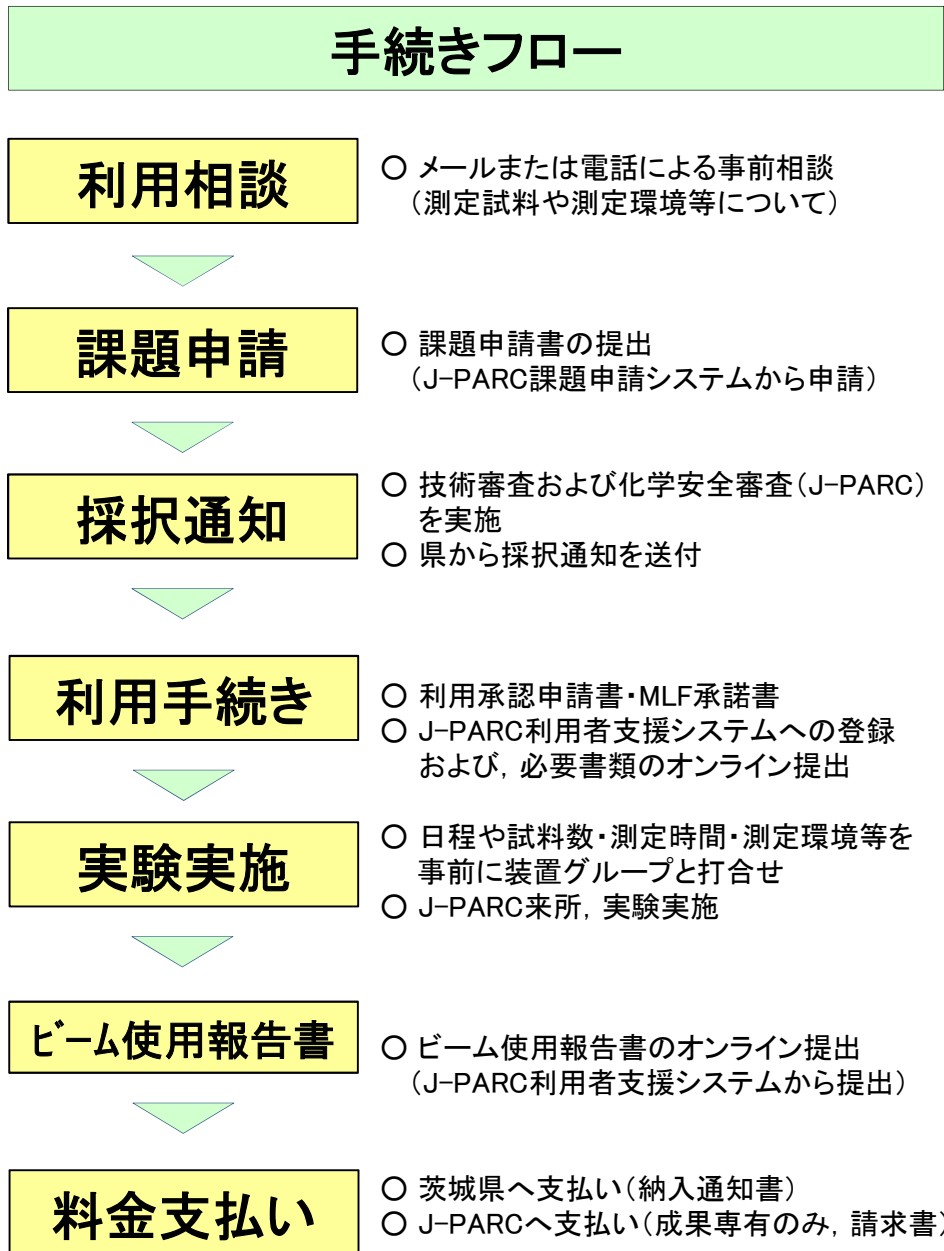 手続きフロー
利用相談
○ メールまたは電話による事前相談
（測定試料や測定環境等について）
課題申請
○ 課題申請書の提出
（J-PARC課題申請システムから申請）
採択通知
○ 技術審査および化学安全審査（J-PARC）
を実施
○ 県から採択通知を送付
利用手続き
○ 利用承認申請書・MLF承諾書
○ J-PARC利用者支援システムへの登録
および，必要書類のオンライン提出
実験実施
○ 日程や試料数・測定時間・測定環境等を
事前に装置グループと打合せ
○ J-PARC来所，実験実施
ビーム使用報告書
○ ビーム使用報告書のオンライン提出
（J-PARC利用者支援システムから提出）
料金支払い
○ 茨城県へ支払い（納入通知書）
○ J-PARCへ支払い（成果専有のみ，請求書）